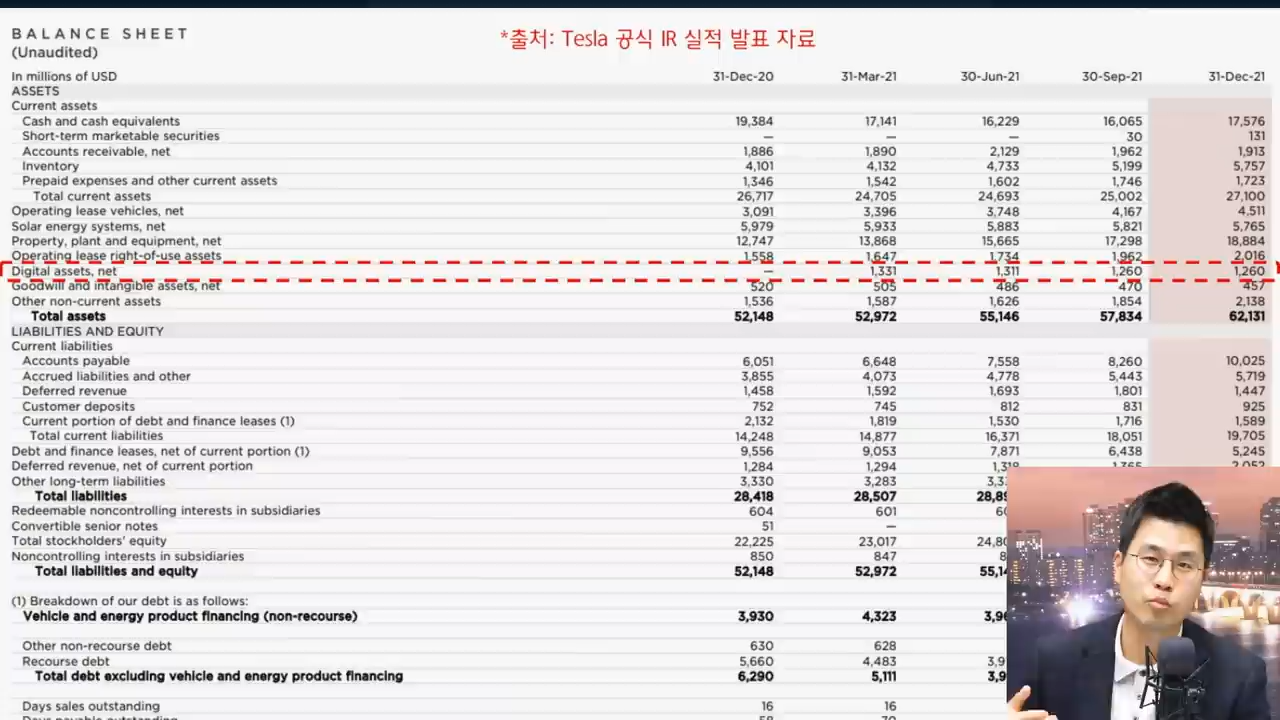 BALANCE SHEET
(Unaudited)
*출처: Tesla 공식 IR 실적 발표 자료
In millions of USD 31-Dec-20 31-Mar-21 30-Jun-21 30-Sep-21 31-Dec-21
ASSETS
Current assets
Cash and cash equivalents 19,384 17,141 16,229 16,065 17,576
Short-term marketable securities — — — 30 131
Accounts receivable, net 1,886 1,890 2,129 1,962 1,913
Inventory 4,101 4,132 4,733 5,199 5,757
Prepaid expenses and other current assets 1,346 1,542 1,602 1,746 1,723
Total current assets 26,717 24,705 24,693 25,002 27,100
Operating lease vehicles, net 3,091 3,396 3,748 4,167 4,511
Solar energy systems, net 5,979 5,933 5,883 5,821 5,765
Property, plant and equipment, net 12,747 13,868 15,665 17,298 18,884
Operating lease right-of-use assets 1,558 1,647 1,734 1,962 2,016
Digital assets, net — 1,331 1,311 1,260 1,260
Goodwill and intangible assets, net 520 505 486 470 457
Other non-current assets 1,536 1,587 1,626 1,854 2,138
Total assets 52,148 52,972 55,146 57,834 62,131
LIABILITIES AND EQUITY
Current liabilities
Accounts payable 6,051 6,648 7,558 8,260 10,025
Accrued liabilities and other 3,855 4,073 4,778 5,443 5,719
Deferred revenue 1,458 1,592 1,693 1,801 1,447
Customer deposits 752 745 812 831 925
Current portion of debt and finance leases (1) 2,132 1,819 1,530 1,716 1,589
Total current liabilities 14,248 14,877 16,371 18,051 19,705
Debt and finance leases, net of current portion (1) 9,556 9,053 7,871 6,438 5,245
Deferred revenue, net of current portion 1,284 1,294 1,318 1,365 2,052
Other long-term liabilities 3,330 3,283
Total liabilities 28,418 28,507
Redeemable noncontrolling interests in subsidiaries 604 601
Convertible senior notes 51 —
Total stockholders' equity 22,225 23,017
Noncontrolling interests in subsidiaries 850 847
Total liabilities and equity 52,148 52,972
(1) Breakdown of our debt is as follows:
Vehicle and energy product financing (non-recourse) 3,930 4,323
Other non-recourse debt 630 628
Recourse debt 5,660 4,483
Total debt excluding vehicle and energy product financing 6,290 5,111
Days sales outstanding 16 16